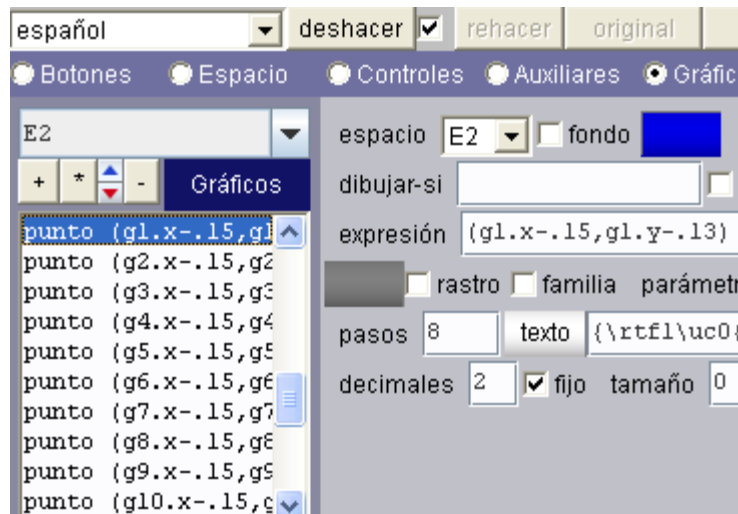 español deshacer rehacer original
Botones Espacio Controles Auxiliares Gráfic
E2
+ * - Gráficos
punto (g1.x-.15,g1
punto (g2.x-.15,g2
punto (g3.x-.15,g3
punto (g4.x-.15,g4
punto (g5.x-.15,g5
punto (g6.x-.15,g6
punto (g7.x-.15,g7
punto (g8.x-.15,g8
punto (g9.x-.15,g9
punto (g10.x-.15,g
espacio E2 fondo
dibujar-si
expresión (g1.x-.15,g1.y-.13)
rastro familia parámetr
pasos 8 texto {\rtf1\uc0{
decimales 2 fijo tamaño 0